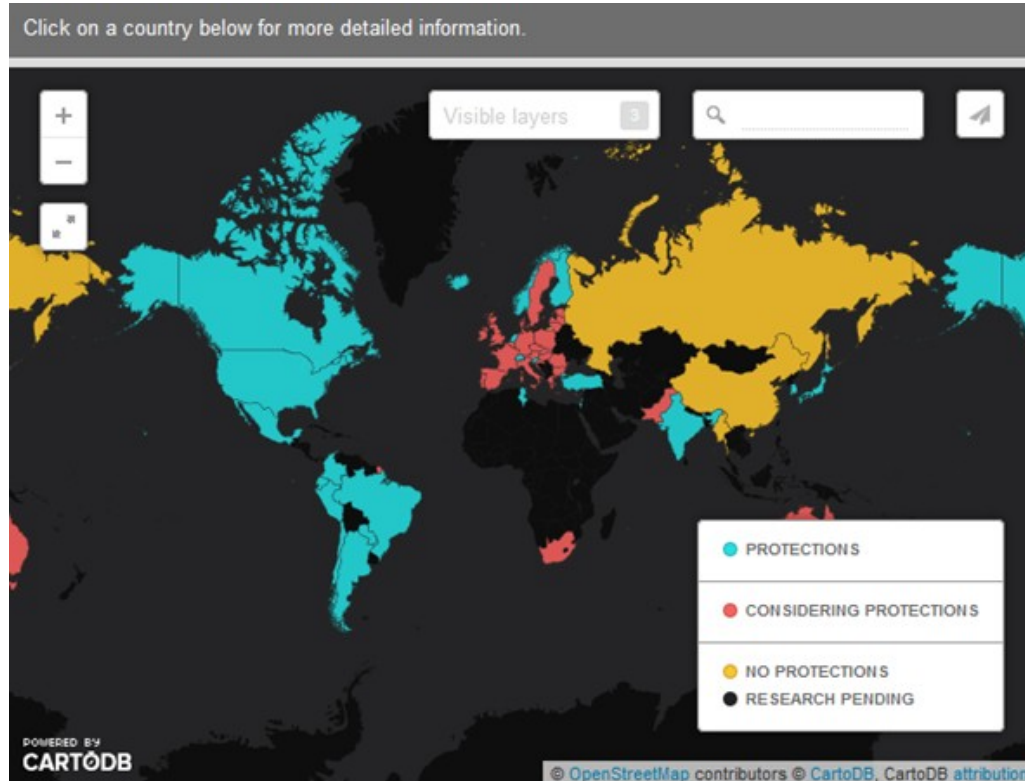 Click on a country below for more detailed information.
+
Visible layers 3
−
PROTECTIONS
CONSIDERING PROTECTIONS
NO PROTECTIONS
RESEARCH PENDING
POWERED BY
CARTODB
© OpenStreetMap contributors © CartoDB, CartoDB attribution